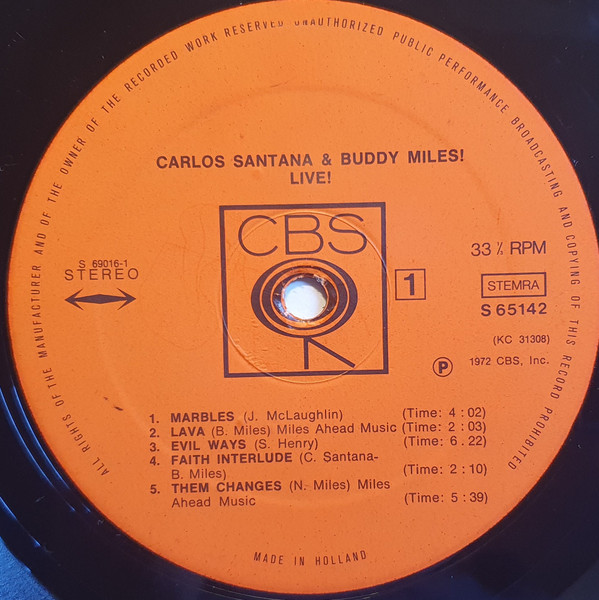 ALL RIGHTS OF THE MANUFACTURER AND OF THE OWNER OF THE RECORDED WORK RESERVED UNAUTHORIZED PUBLIC PERFORMANCE BROADCASTING AND COPYING OF THIS RECORD PROHIBITED
CARLOS SANTANA & BUDDY MILES!
LIVE!
CBS
S 69016-1
STEREO
1
33⅓ RPM
STEMRA
S 65142
(KC 31308)
Ⓟ 1972 CBS, Inc.
1. MARBLES (J. McLaughlin) (Time: 4 : 02)
2. LAVA (B. Miles) Miles Ahead Music (Time: 2 : 03)
3. EVIL WAYS (S. Henry) (Time: 6 . 22)
4. FAITH INTERLUDE (C. Santana-
B. Miles) (Time: 2 : 10)
5. THEM CHANGES (N. Miles) Miles
Ahead Music (Time: 5 : 39)
MADE IN HOLLAND